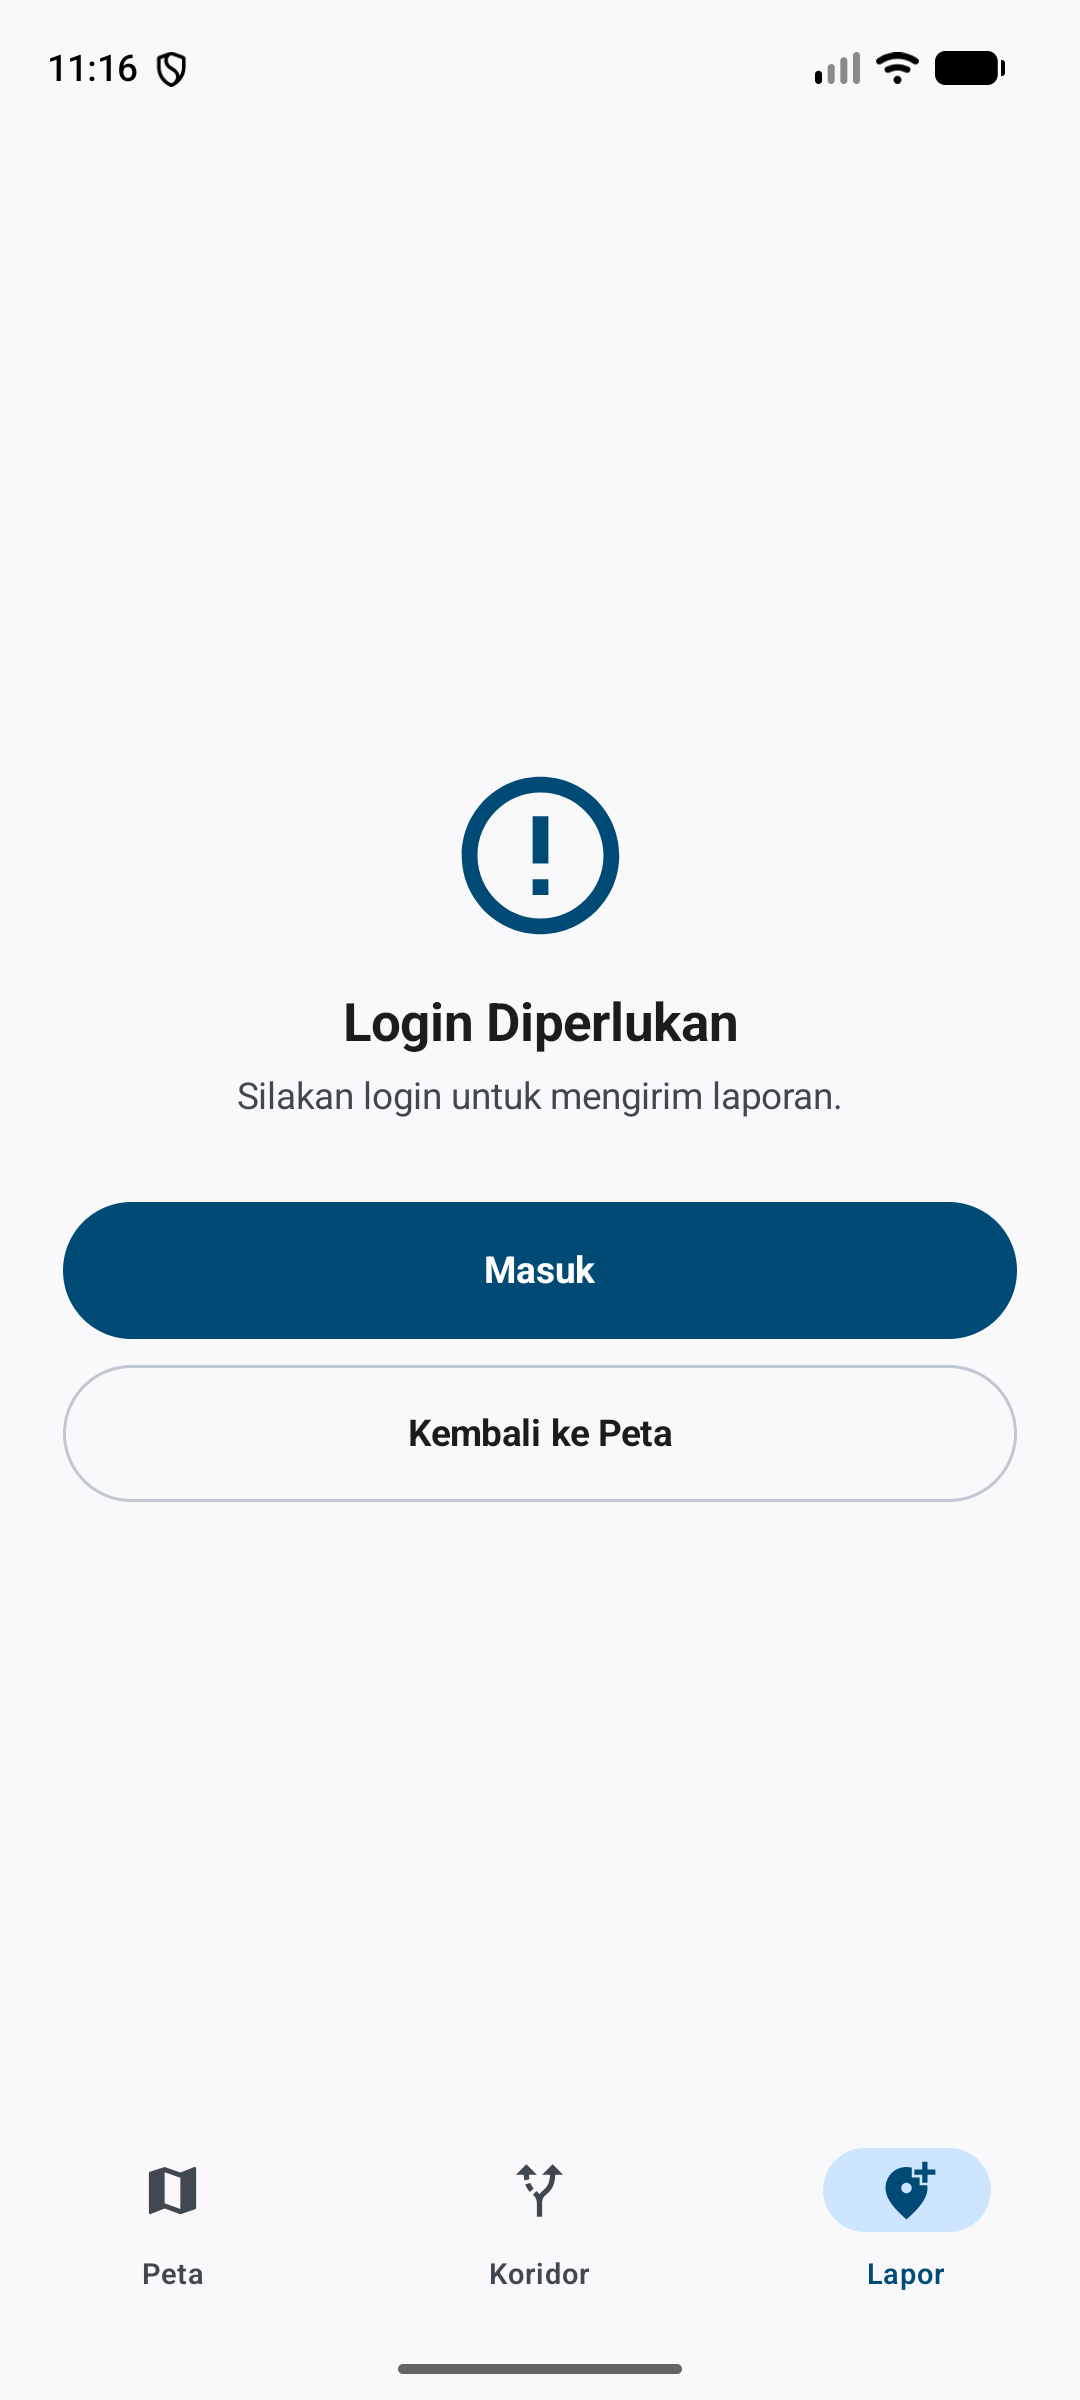 11:16
Login Diperlukan
Silakan login untuk mengirim laporan.
Masuk
Kembali ke Peta
Peta
Koridor
Lapor